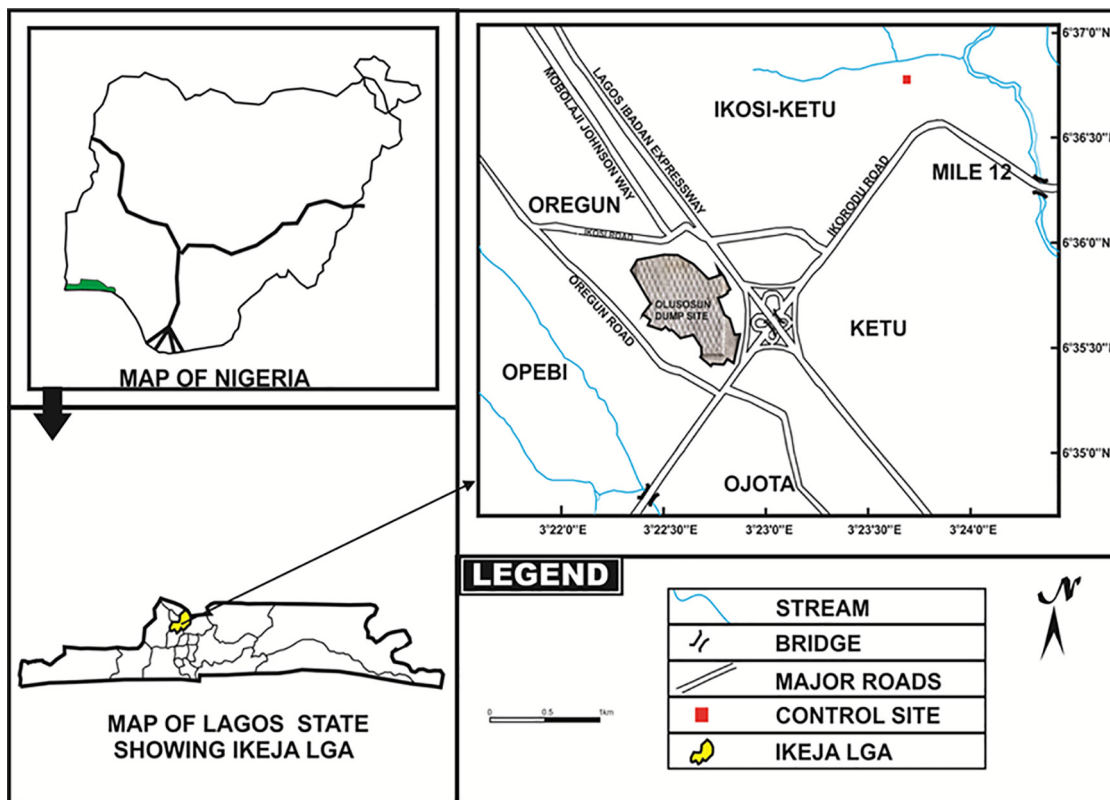 MAP OF NIGERIA
MAP OF LAGOS STATE
SHOWING IKEJA LGA
MOBOLAJI JOHNSON WAY
LAGOS IBADAN EXPRESSWAY
IKOSI-KETU
IKORODU ROAD
MILE 12
OREGUN
IKOSI ROAD
OREGUN ROAD
OLUSOSUN
DUMP SITE
KETU
OPEBI
OJOTA
6°37'0"N
6°36'30"N
6°36'0"N
6°35'30"N
6°35'0"N
3°22'0"E
3°22'30"E
3°23'0"E
3°23'30"E
3°24'0"E
LEGEND
STREAM
BRIDGE
MAJOR ROADS
CONTROL SITE
IKEJA LGA
0 0.5 1km
N